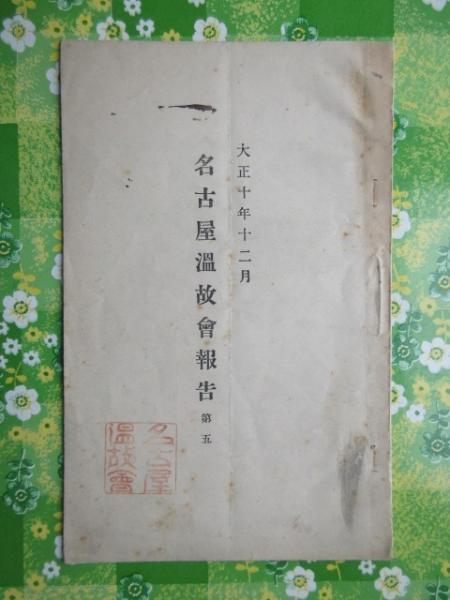 大正十年十二月
名古屋溫故會報告 第五
名古屋
溫故會